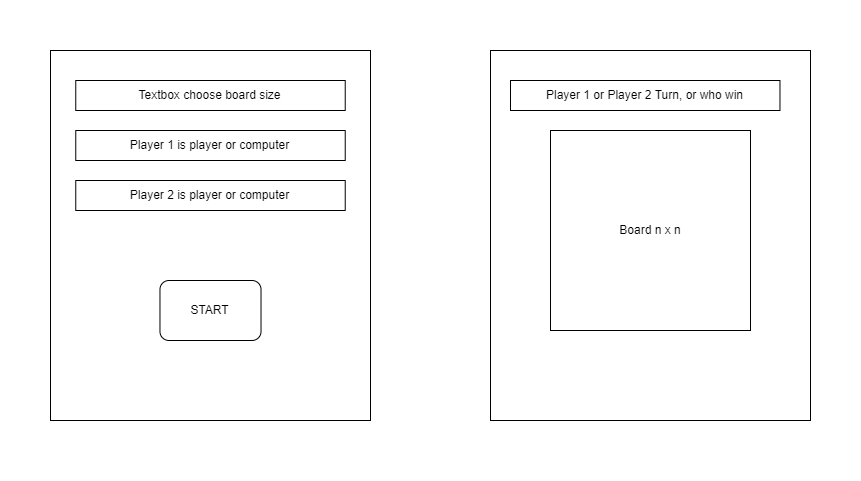 Textbox choose board size
Player 1 is player or computer
Player 2 is player or computer
START
Player 1 or Player 2 Turn, or who win
Board n x n